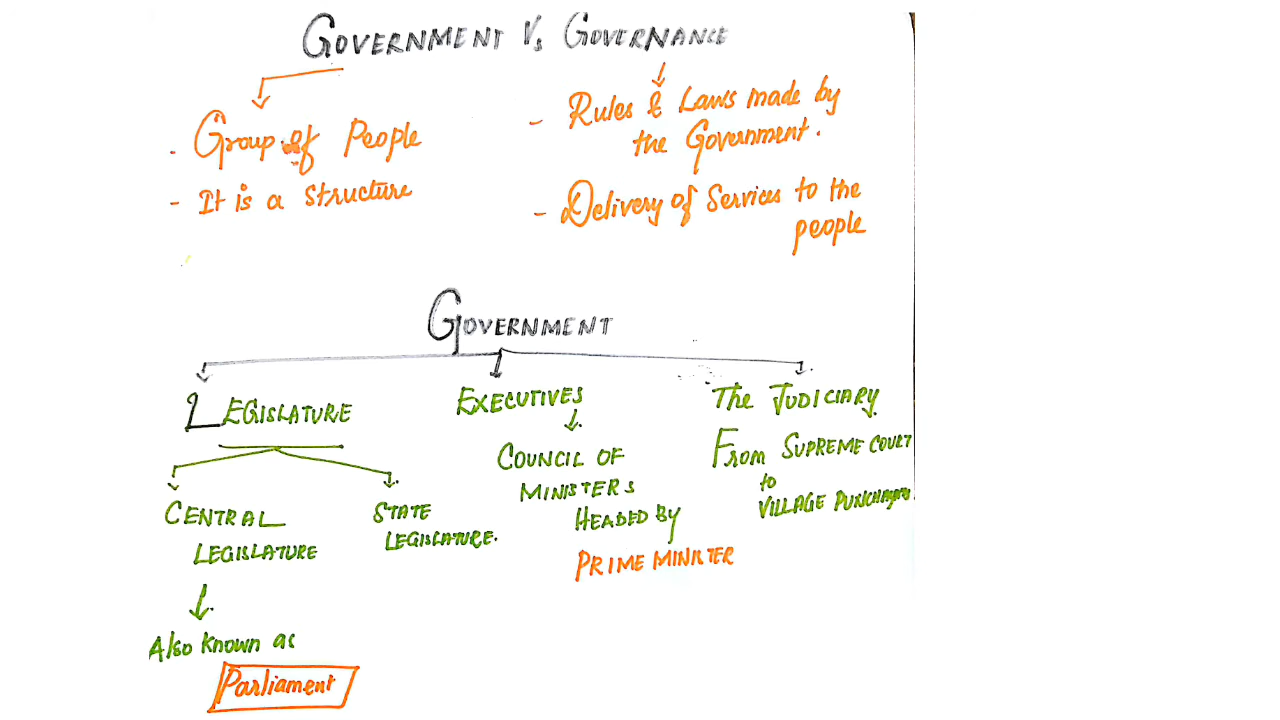 GOVERNMENT Vs GOVERNANCE
- Group of People
- It is a structure
- Rules & Laws made by
the Government.
- Delivery of Services to the
people
GOVERNMENT
LEGISLATURE
CENTRAL
LEGISLATURE
Also known as
Parliament
STATE
LEGISLATURE.
EXECUTIVES
COUNCIL OF
MINISTERS
HEADED BY
PRIME MINISTER
The JUDICIARY
From SUPREME COURT
to
VILLAGE